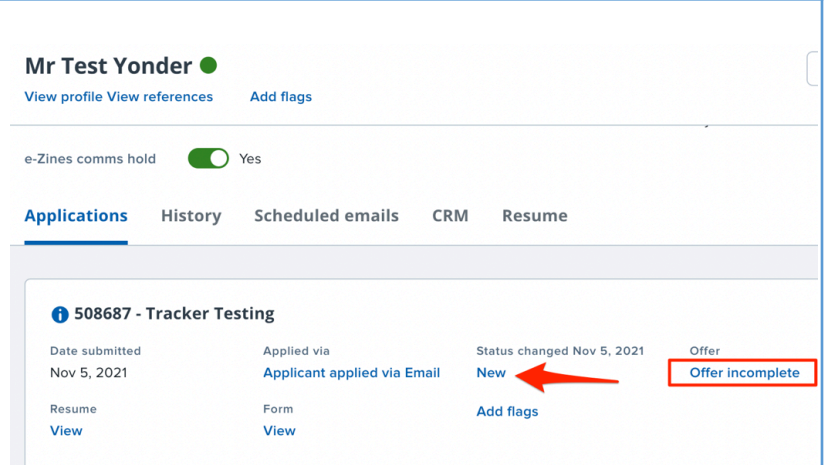 Mr Test Yonder
View profile View references Add flags
e-Zines comms hold Yes
Applications History Scheduled emails CRM Resume
508687 - Tracker Testing
Date submitted Applied via Status changed Nov 5, 2021 Offer
Nov 5, 2021 Applicant applied via Email New Offer incomplete
Resume Form Add flags
View View